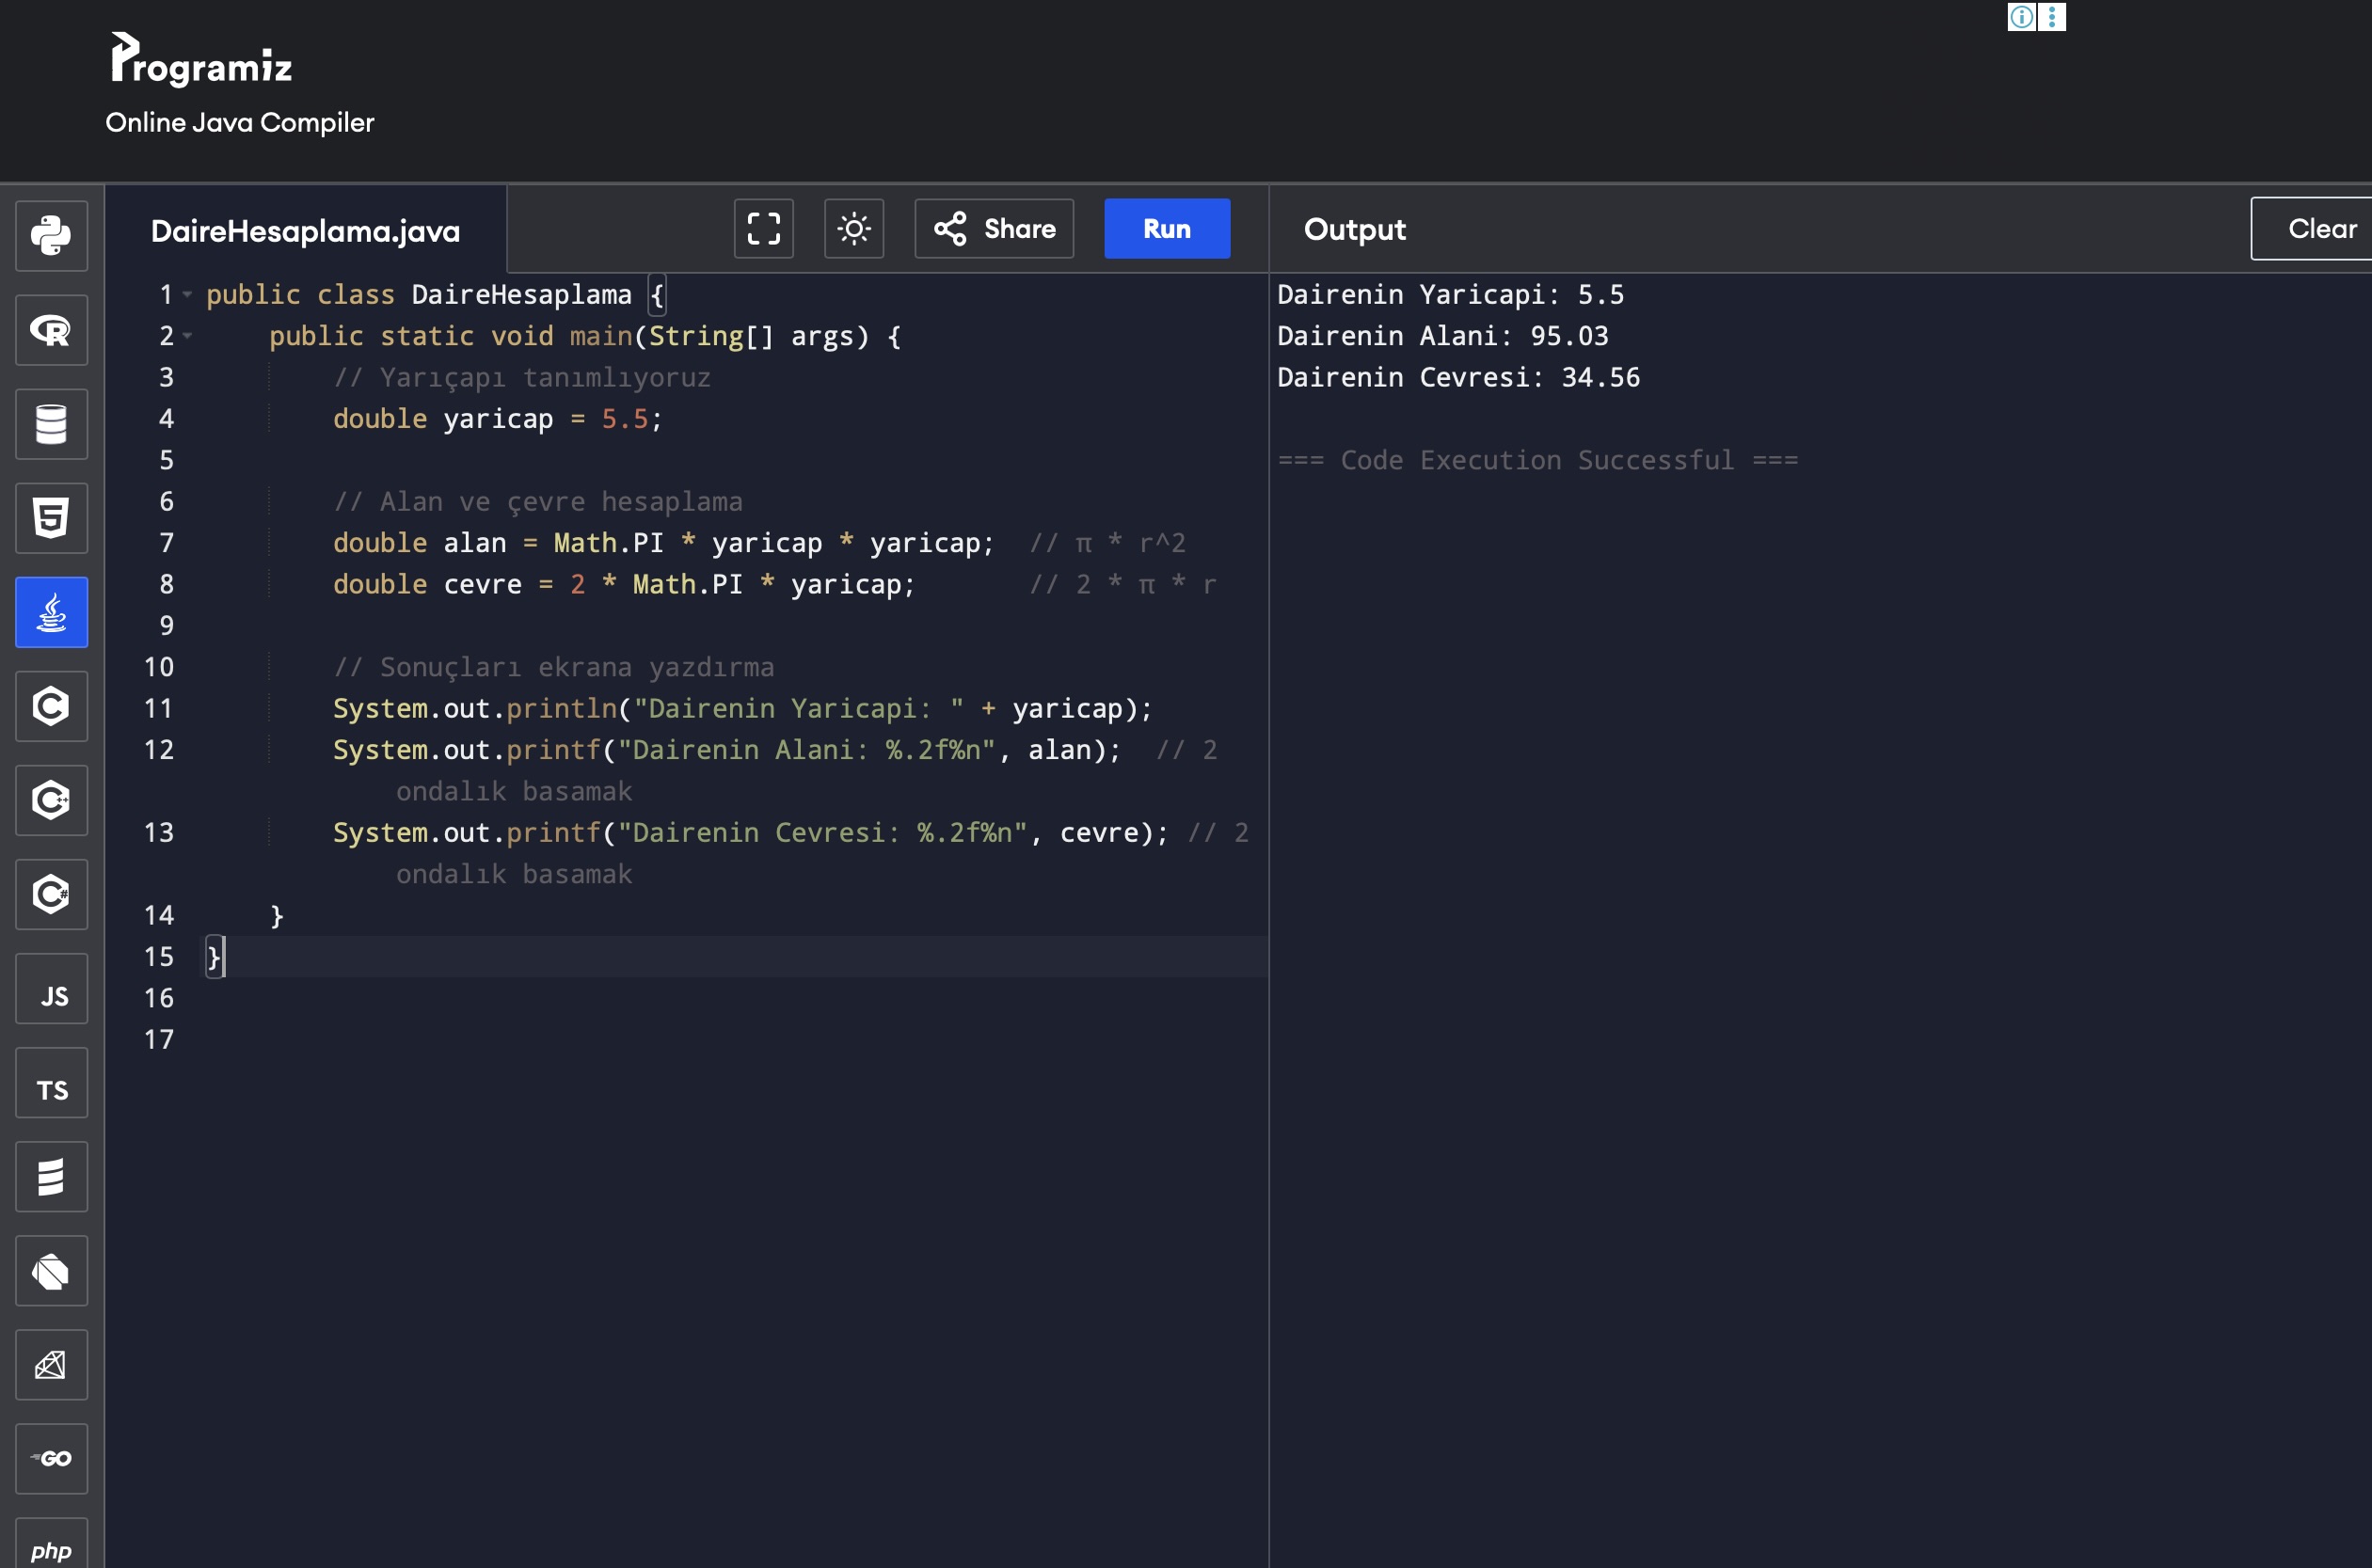 Programiz
Online Java Compiler
DaireHesaplama.java
Share
Run
Output
Clear
1 public class DaireHesaplama {
2 public static void main(String[] args) {
3 // Yarıçapı tanımlıyoruz
4 double yaricap = 5.5;
5
6 // Alan ve çevre hesaplama
7 double alan = Math.PI * yaricap * yaricap;  // π * r^2
8 double cevre = 2 * Math.PI * yaricap;       // 2 * π * r
9
10 // Sonuçları ekrana yazdırma
11 System.out.println("Dairenin Yaricapi: " + yaricap);
12 System.out.printf("Dairenin Alani: %.2f%n", alan);  // 2
ondalık basamak
13 System.out.printf("Dairenin Cevresi: %.2f%n", cevre); // 2
ondalık basamak
14 }
15 }
16
17
Dairenin Yaricapi: 5.5
Dairenin Alani: 95.03
Dairenin Cevresi: 34.56
=== Code Execution Successful ===
R
5
C
C++
C#
JS
TS
GO
php